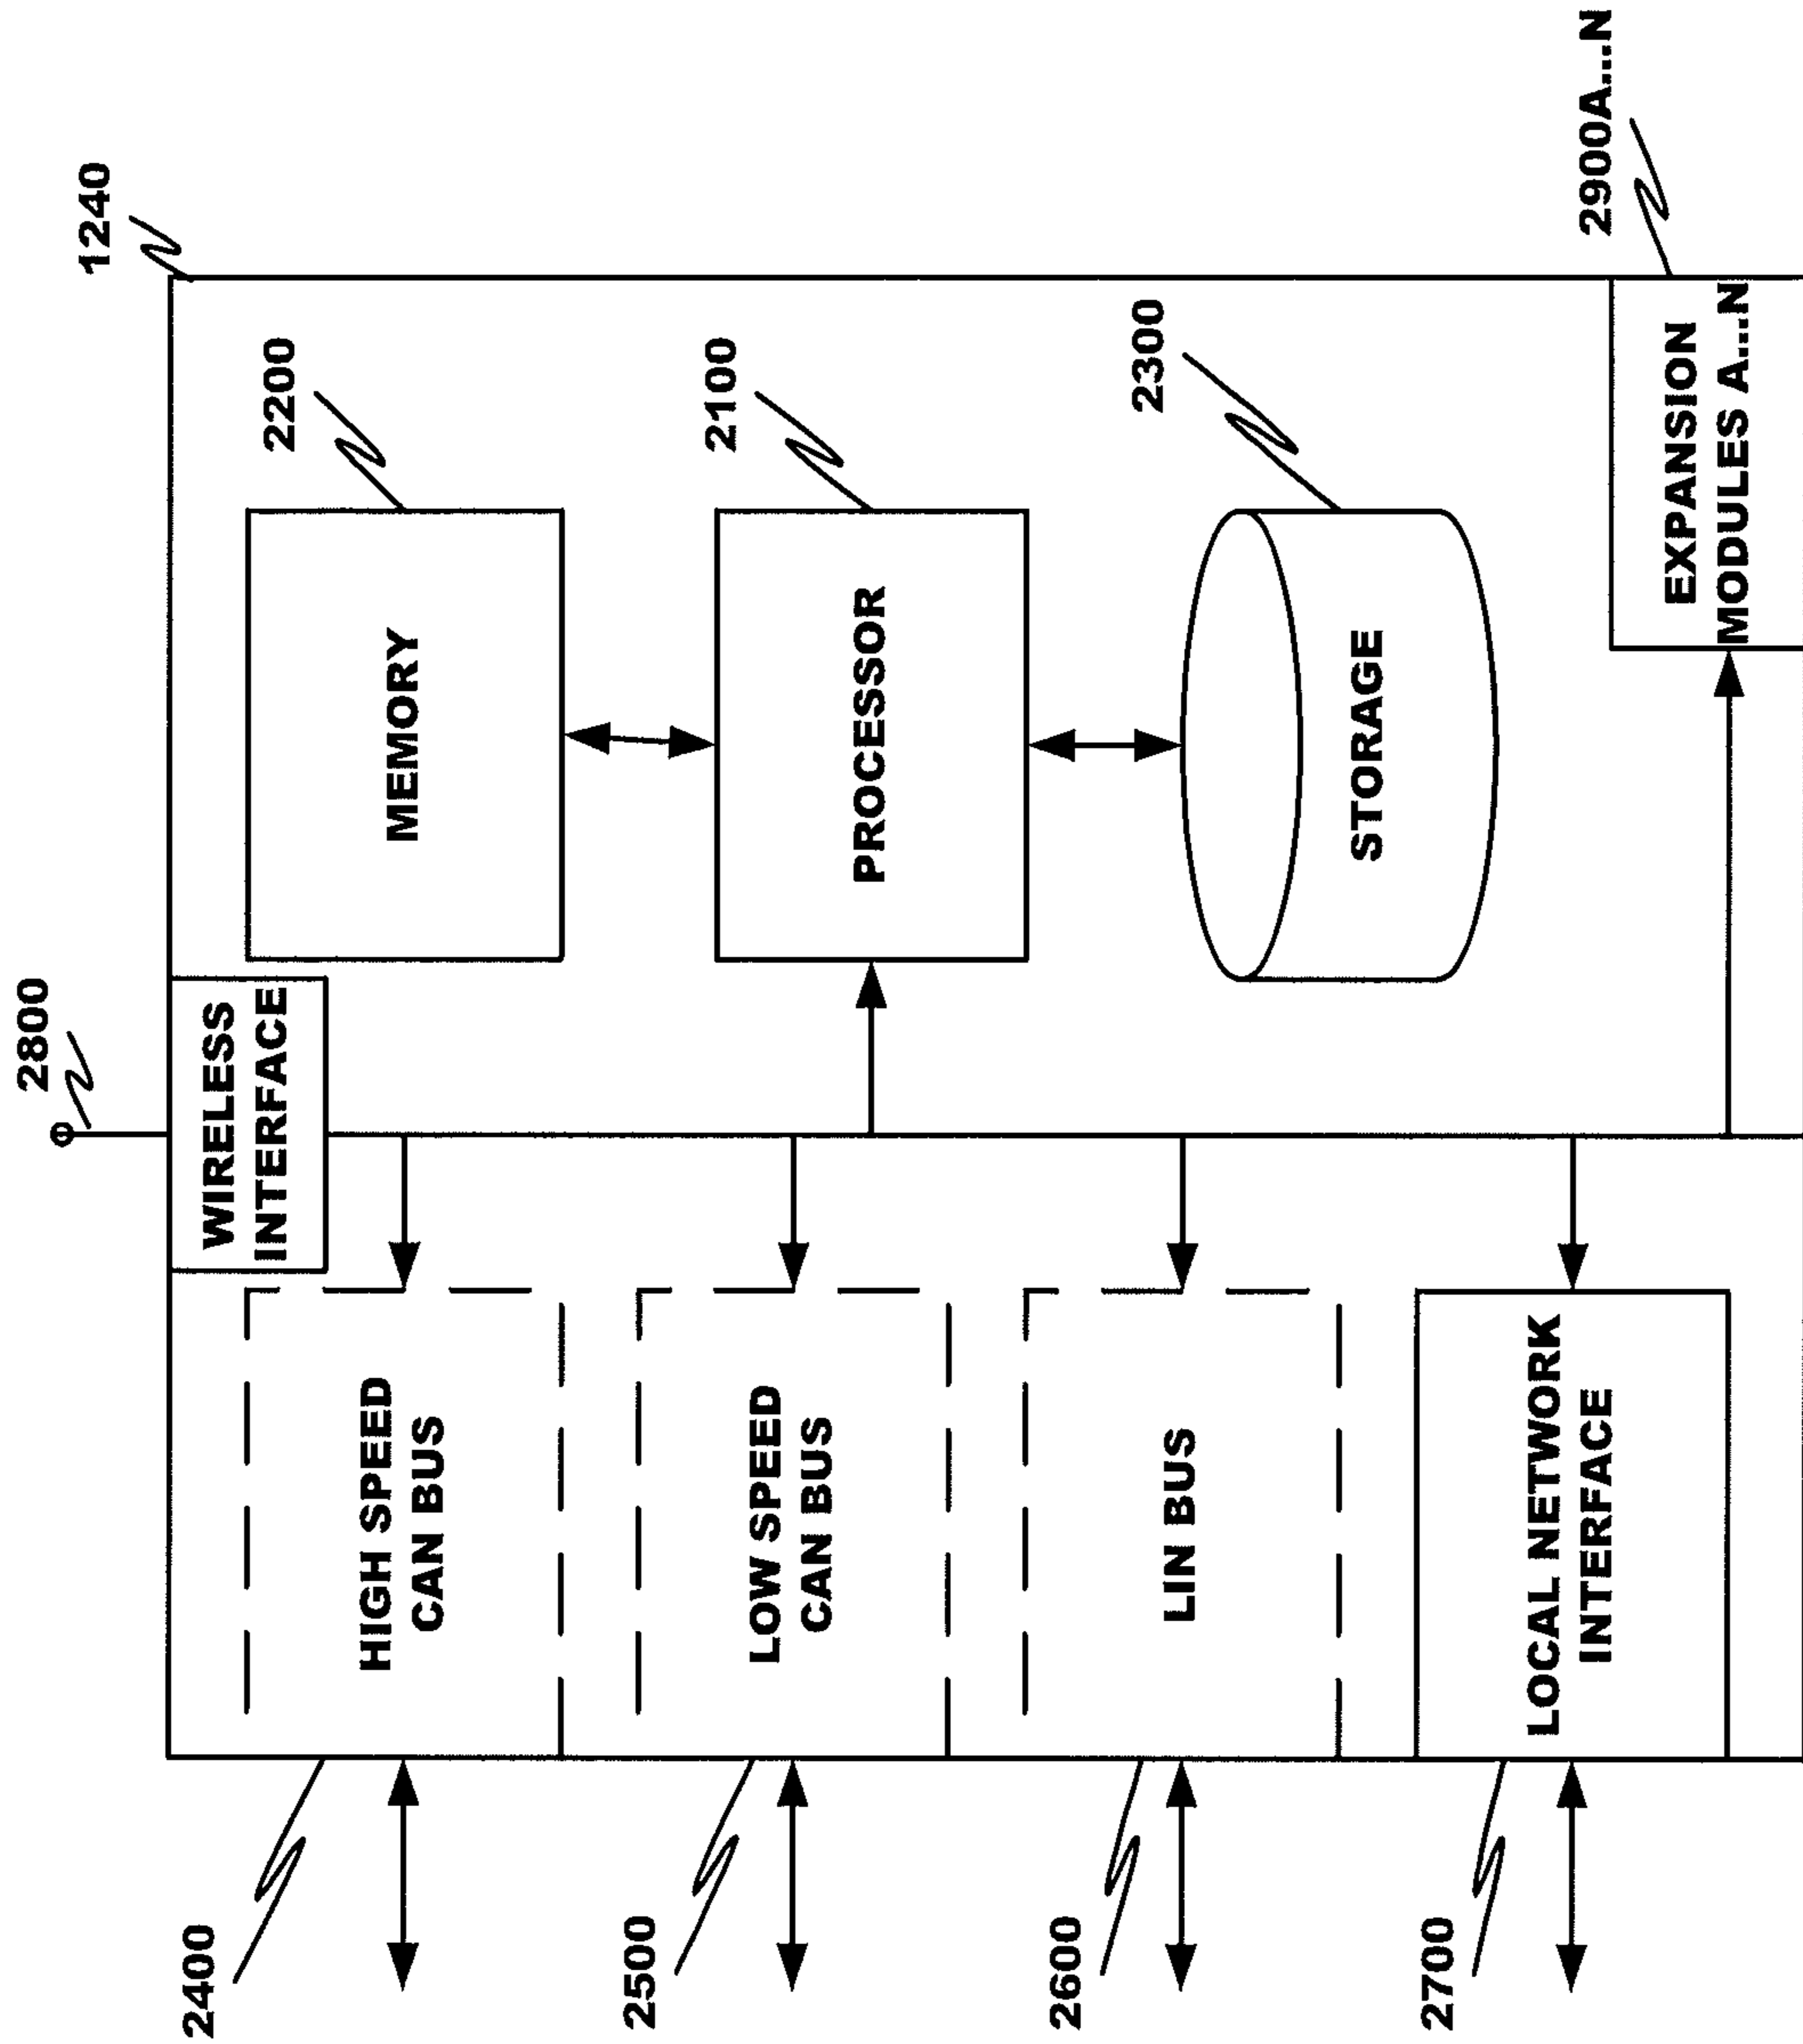 2800
1240
WIRELESS
INTERFACE
2400
HIGH SPEED
CAN BUS
MEMORY
2200
2500
LOW SPEED
CAN BUS
PROCESSOR
2100
2600
LIN BUS
STORAGE
2300
2700
LOCAL NETWORK
INTERFACE
EXPANSION
MODULES A...N
2900A...N